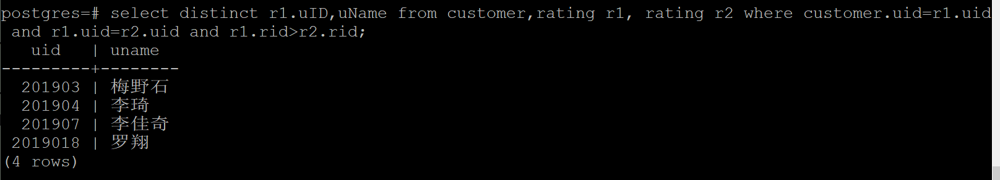 postgres=# select distinct r1.uID,uName from customer,rating r1, rating r2 where customer.uid=r1.uid
 and r1.uid=r2.uid and r1.rid>r2.rid;
   uid   | uname
---------+--------
  201903 | 梅野石
  201904 | 李琦
  201907 | 李佳奇
 2019018 | 罗翔
(4 rows)